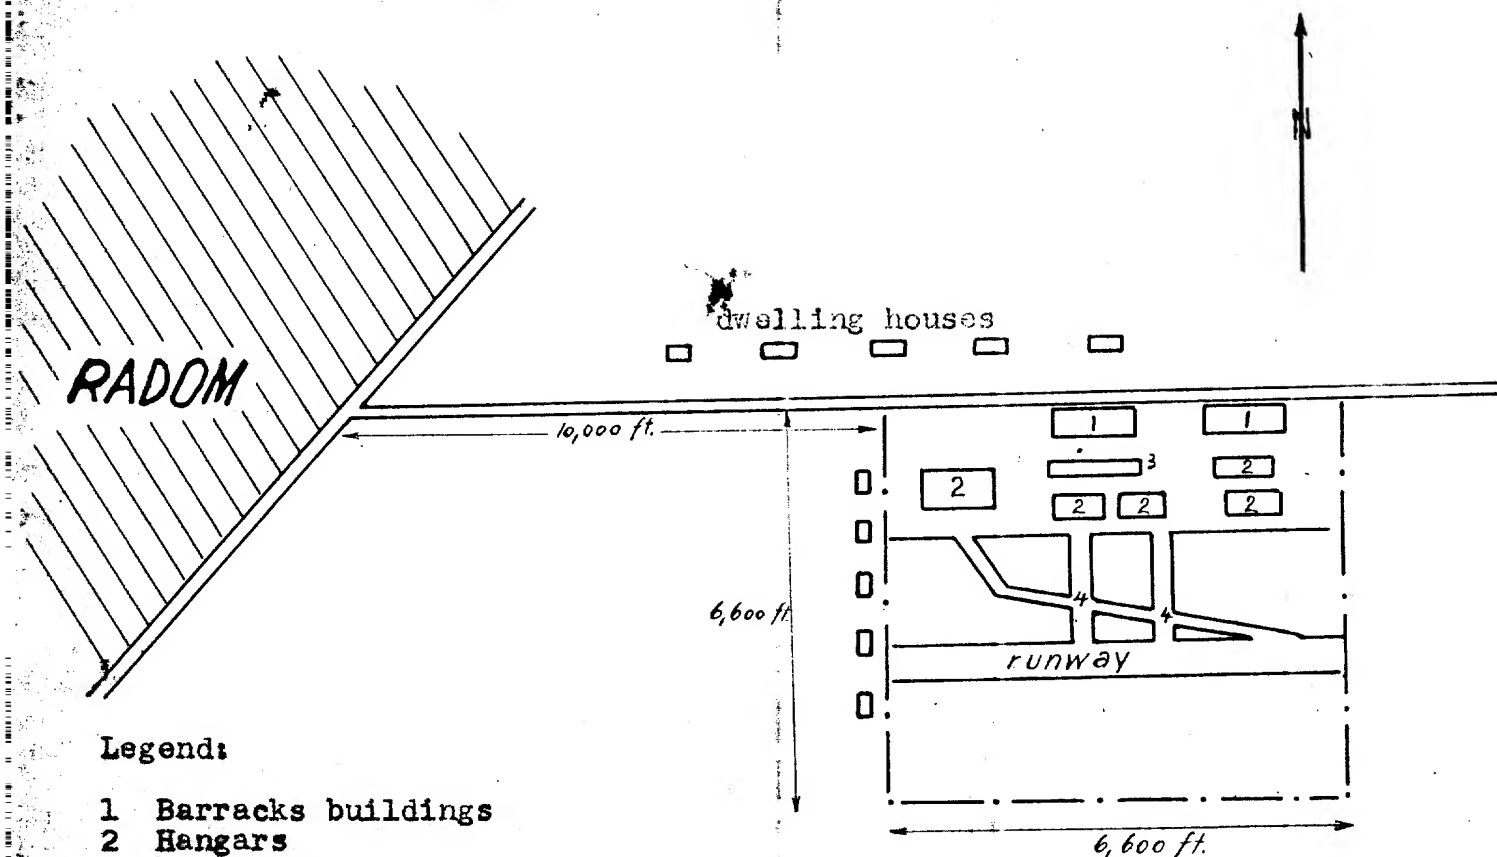 N
dwelling houses
RADOM
10,000 ft.
1
1
3
2
2
2
2
2
4
4
6,600 ft.
runway
Legend:
1 Barracks buildings
2 Hangars
6,600 ft.